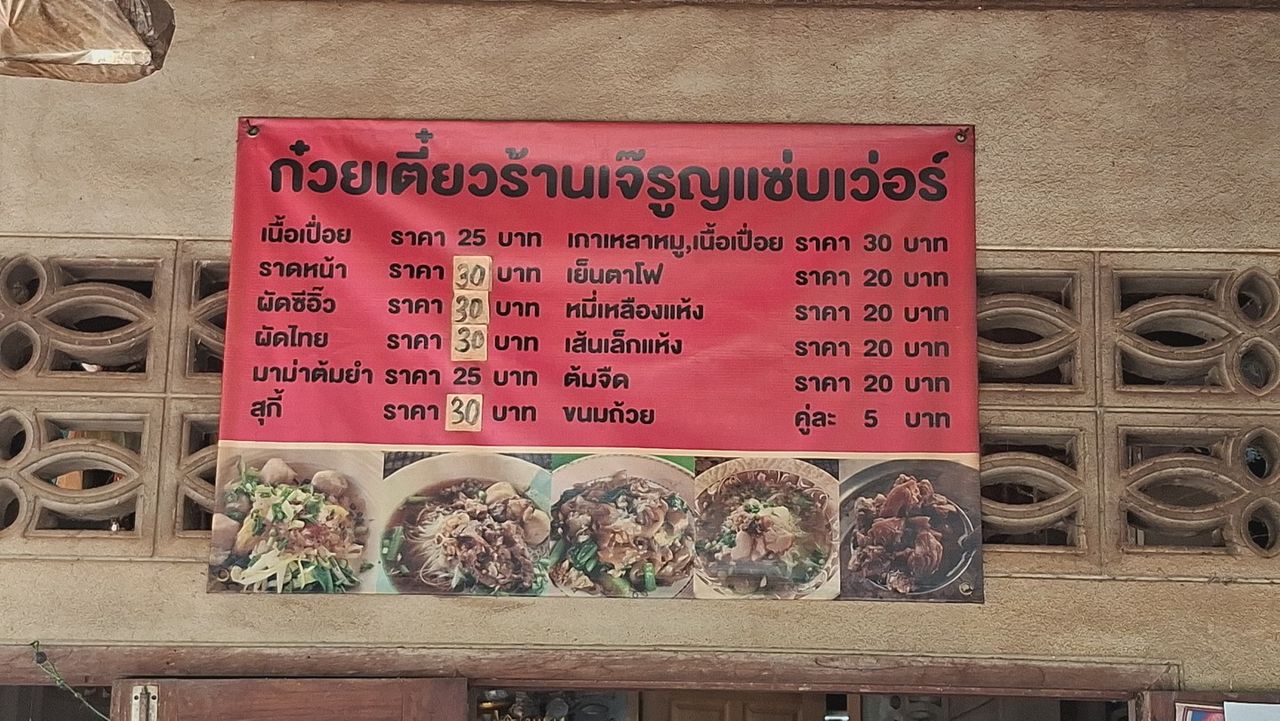 ก๋วยเตี๋ยวร้านเจ๊รูญแซ่บเว่อร์
เนื้อเปื่อย ราคา 25 บาท เกาเหลาหมู,เนื้อเปื่อย ราคา 30 บาท
ราดหน้า ราคา 30 บาท เย็นตาโฟ ราคา 20 บาท
ผัดซีอิ๊ว ราคา 30 บาท หมี่เหลืองแห้ง ราคา 20 บาท
ผัดไทย ราคา 30 บาท เส้นเล็กแห้ง ราคา 20 บาท
มาม่าต้มยำ ราคา 25 บาท ต้มจืด ราคา 20 บาท
สุกี้ ราคา 30 บาท ขนมถ้วย คู่ละ 5 บาท